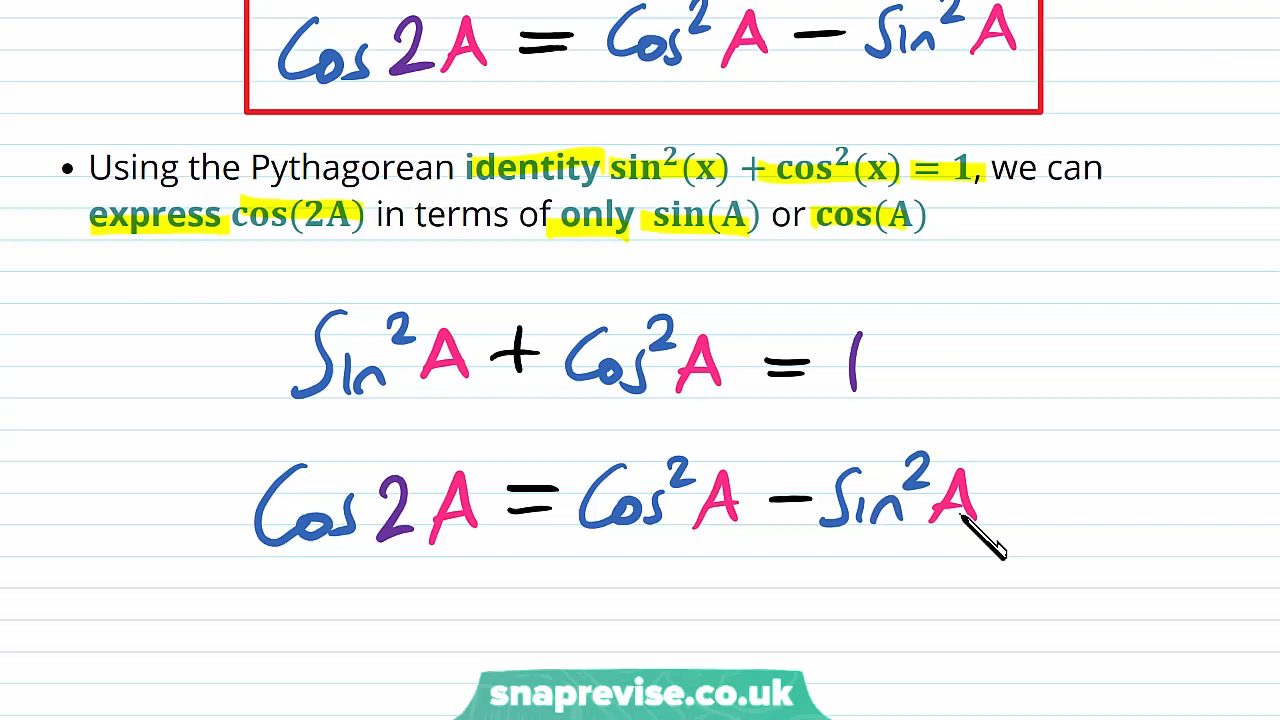 Cos 2A = Cos²A − Sin²A
• Using the Pythagorean identity sin²(x) + cos²(x) = 1, we can
express cos(2A) in terms of only sin(A) or cos(A)
Sin²A + Cos²A = 1
Cos 2A = Cos²A − Sin²A
snaprevise.co.uk